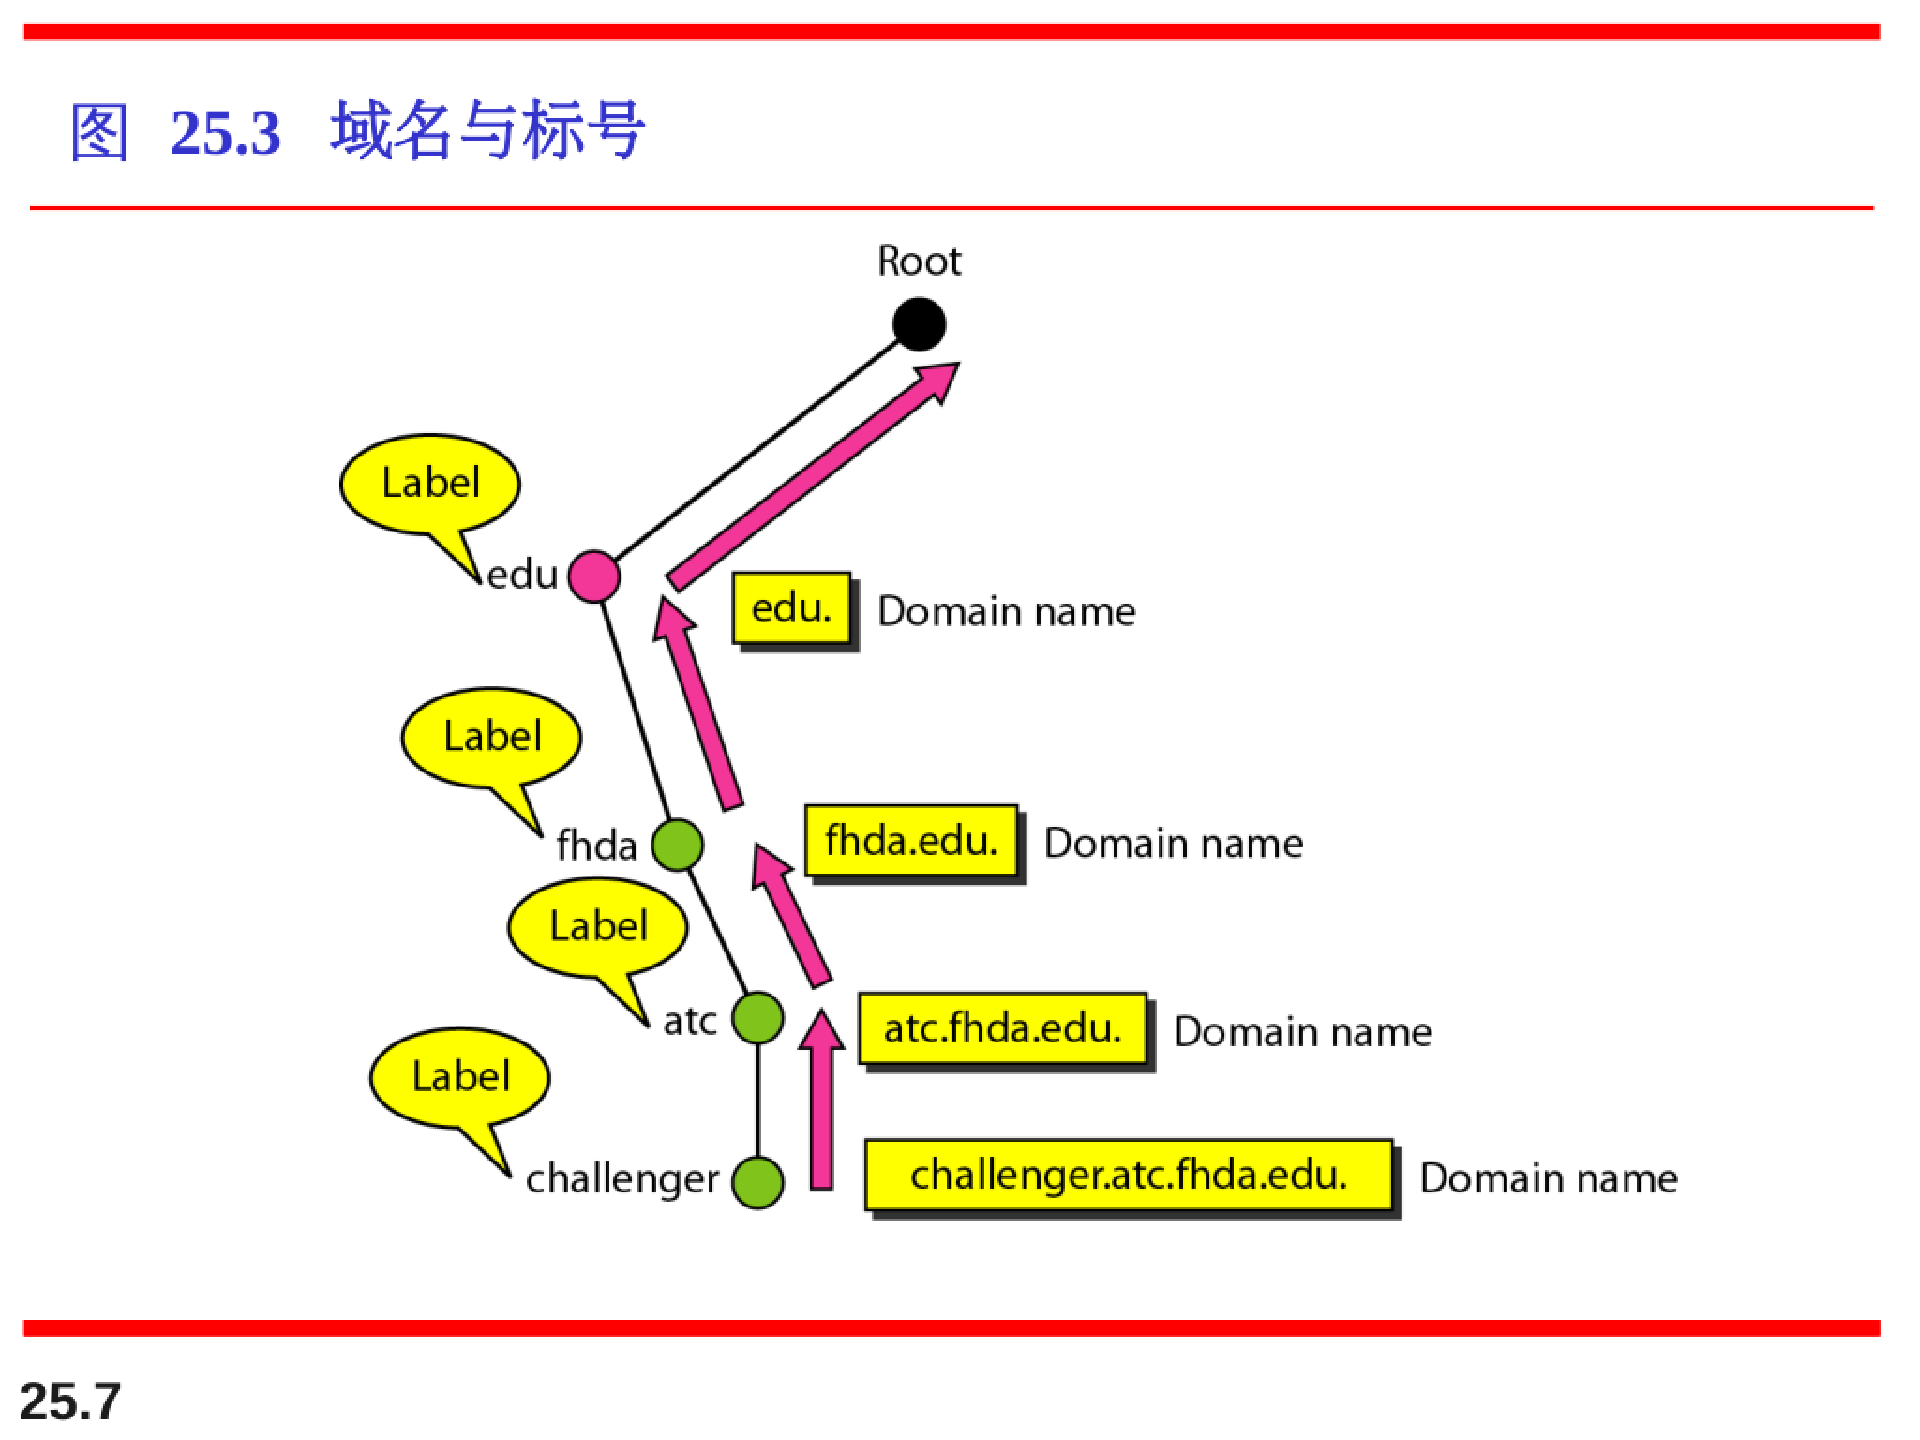 图 25.3 域名与标号
Root
Label
edu
edu. Domain name
Label
fhda
fhda.edu. Domain name
Label
atc
atc.fhda.edu. Domain name
Label
challenger
challenger.atc.fhda.edu. Domain name
25.7